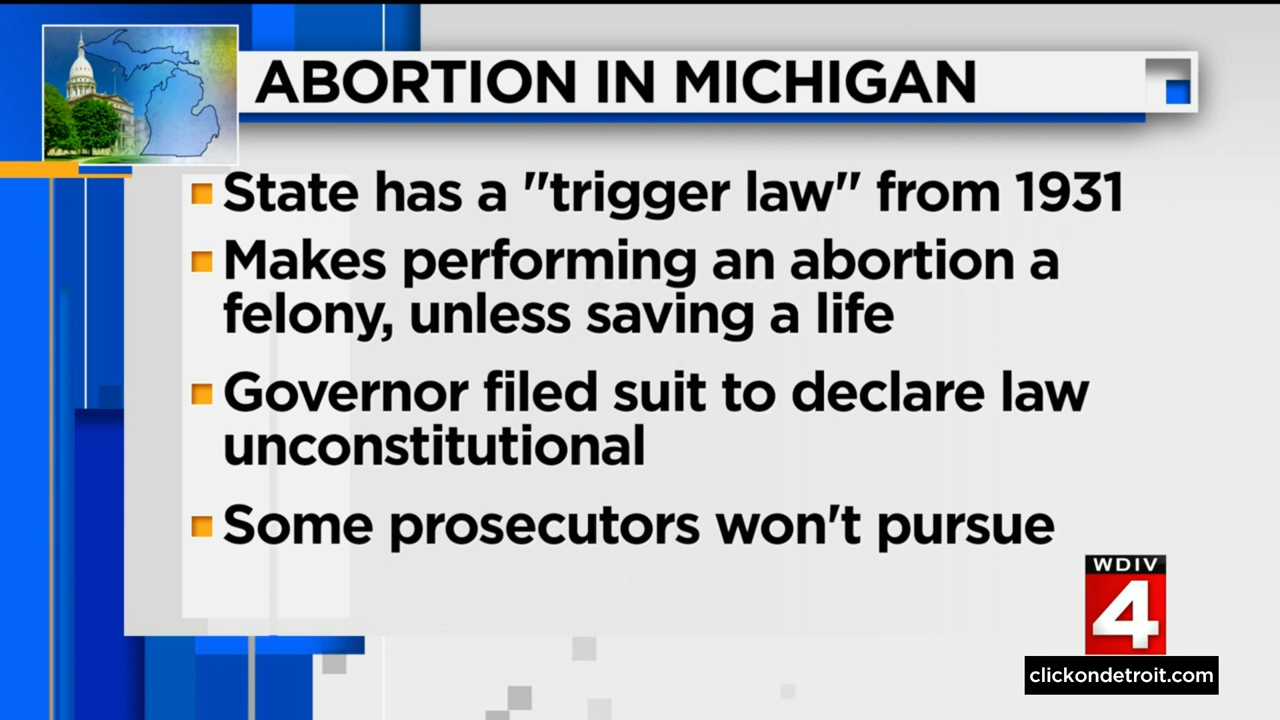 ABORTION IN MICHIGAN
State has a "trigger law" from 1931
Makes performing an abortion a
felony, unless saving a life
Governor filed suit to declare law
unconstitutional
Some prosecutors won't pursue
WDIV
4
clickondetroit.com